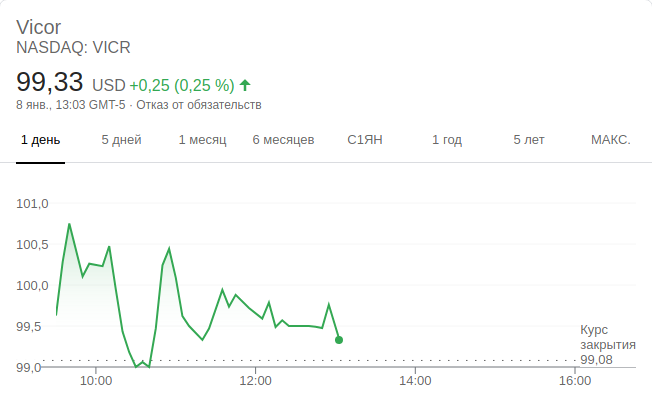 Vicor
NASDAQ: VICR
99,33 USD +0,25 (0,25 %)
8 янв., 13:03 GMT-5 · Отказ от обязательств
1 день 5 дней 1 месяц 6 месяцев С1ЯН 1 год 5 лет МАКС.
101,0
100,5
100,0
99,5
Курс
закрытия
99,08
99,0
10:00 12:00 14:00 16:00